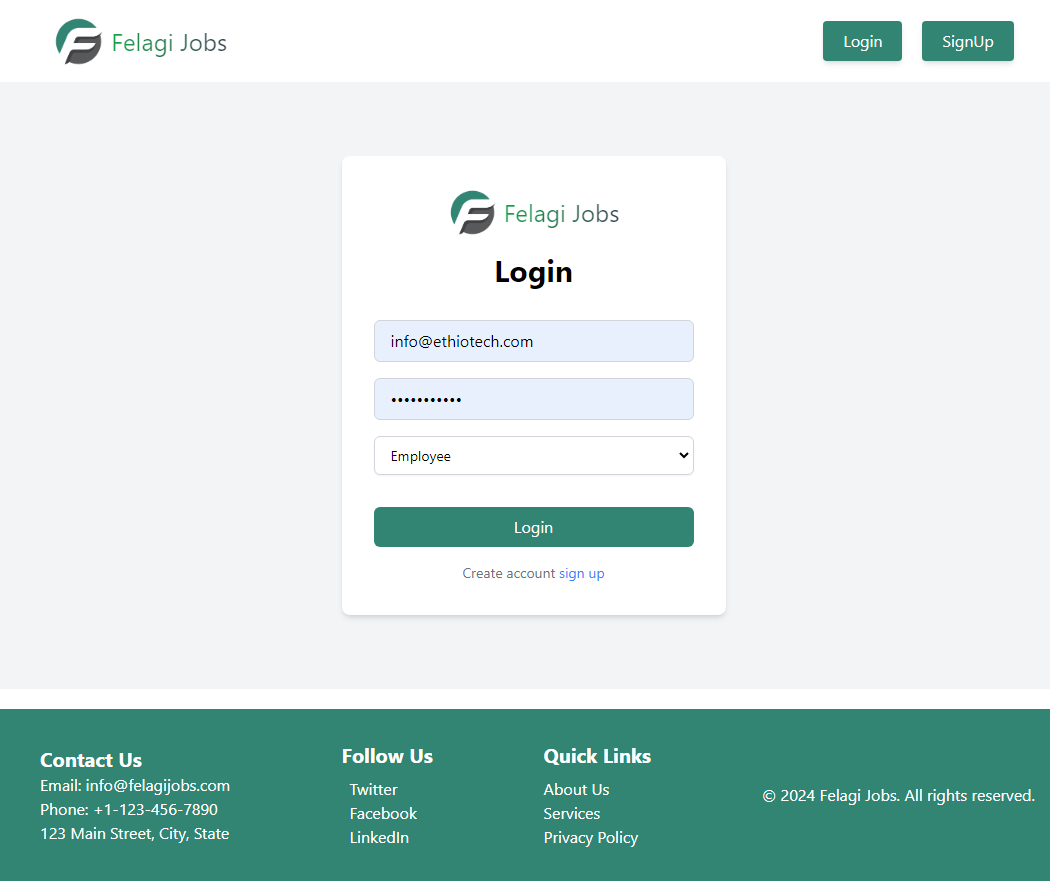 Felagi Jobs
Login
SignUp
Felagi Jobs
Login
info@ethiotech.com
•••••••••••
Employee
Login
Create account sign up
Contact Us
Email: info@felagijobs.com
Phone: +1-123-456-7890
123 Main Street, City, State
Follow Us
Twitter
Facebook
LinkedIn
Quick Links
About Us
Services
Privacy Policy
© 2024 Felagi Jobs. All rights reserved.